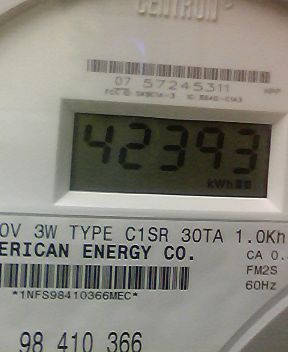 CENTRON®
07 57245311
42393
kWh
0V 3W TYPE C1SR 30TA 1.0Kh
ERICAN ENERGY CO.
CA 0.
FM2S
*1NFS98410366MEC*
60Hz
98 410 366